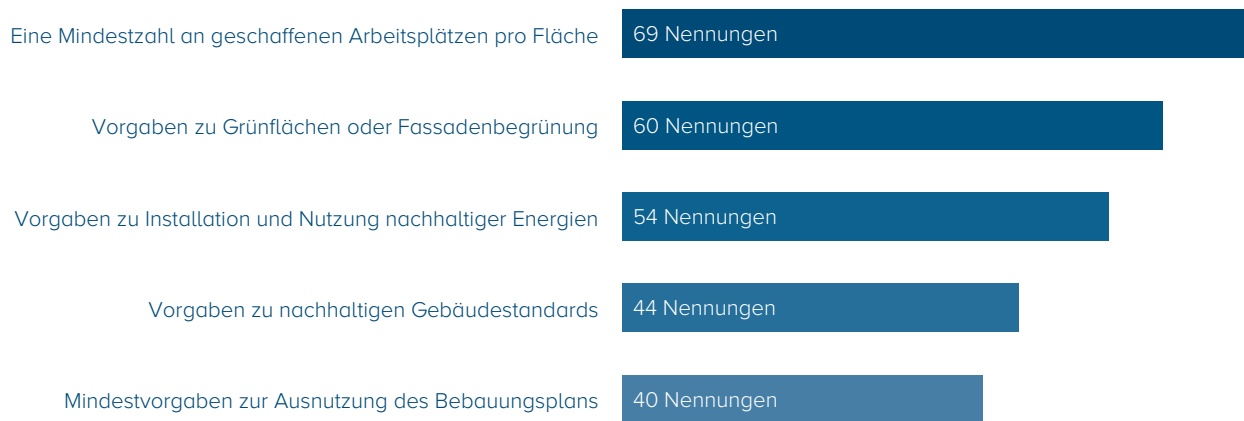 Eine Mindestzahl an geschaffenen Arbeitsplätzen pro Fläche 69 Nennungen
Vorgaben zu Grünflächen oder Fassadenbegrünung 60 Nennungen
Vorgaben zu Installation und Nutzung nachhaltiger Energien 54 Nennungen
Vorgaben zu nachhaltigen Gebäudestandards 44 Nennungen
Mindestvorgaben zur Ausnutzung des Bebauungsplans 40 Nennungen